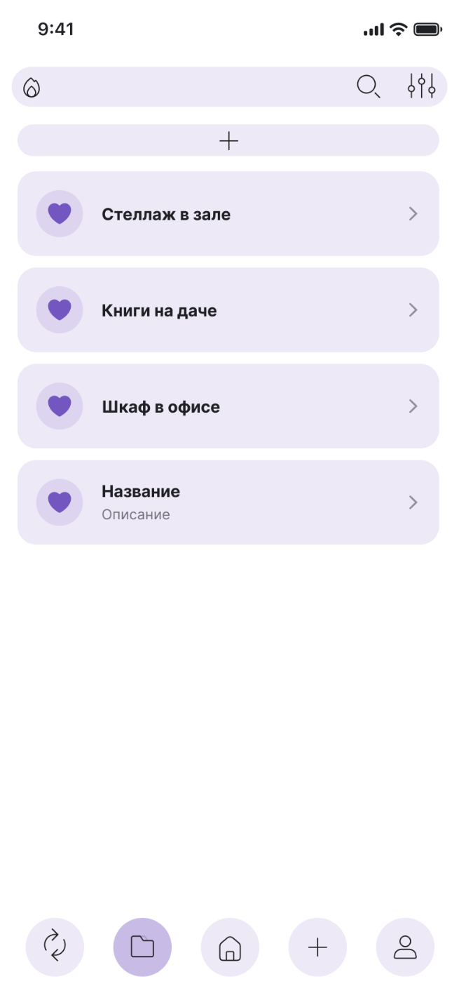 9:41
Стеллаж в зале
Книги на даче
Шкаф в офисе
Название
Описание